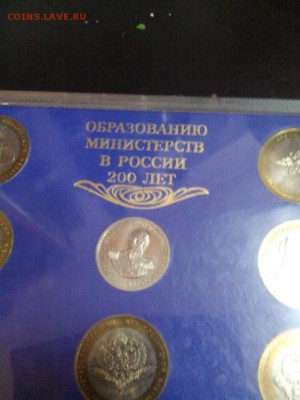 COINS.LAVE.RU
ОБРАЗОВАНИЮ
МИНИСТЕРСТВ
В РОССИИ
200 ЛЕТ